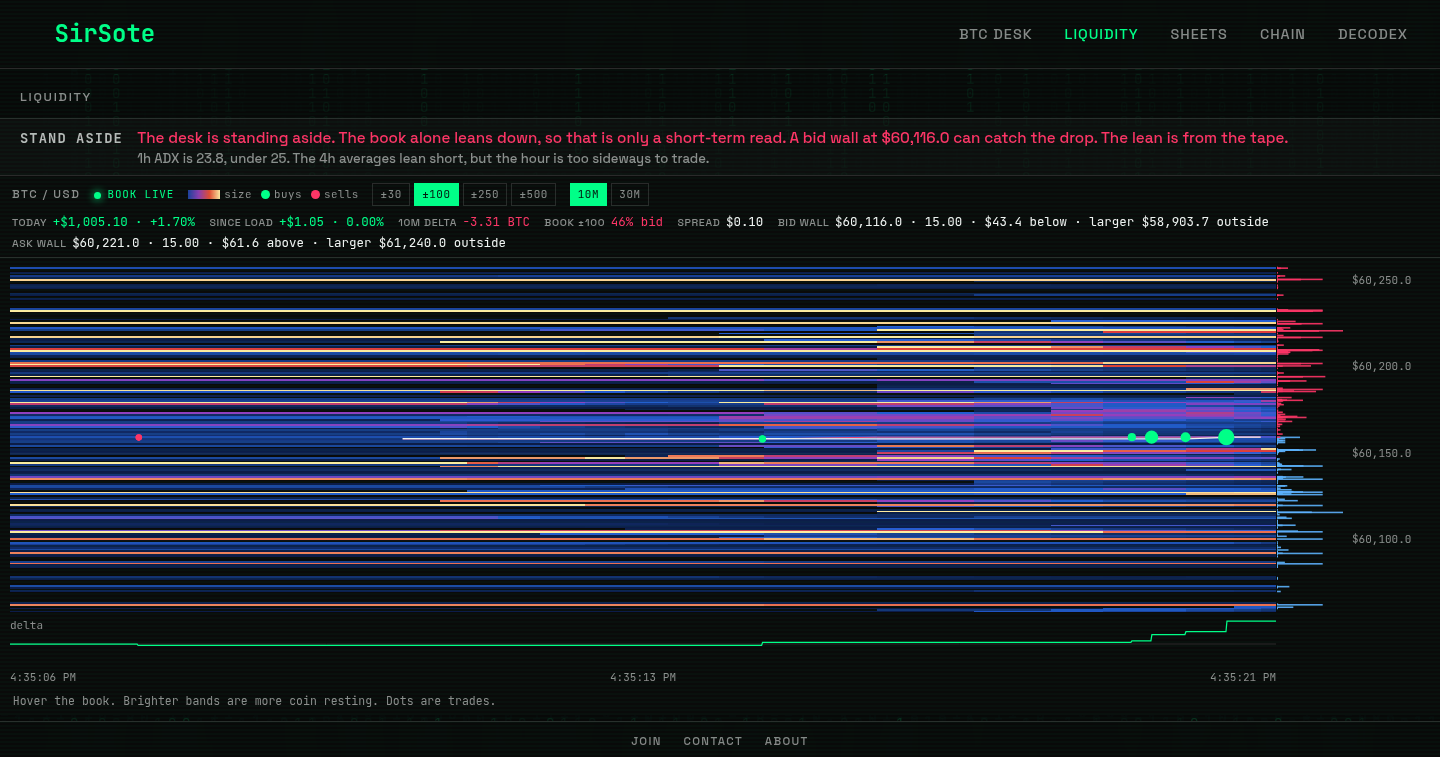 SirSote
BTC DESK LIQUIDITY SHEETS CHAIN DECODEX
LIQUIDITY
STAND ASIDE The desk is standing aside. The book alone leans down, so that is only a short-term read. A bid wall at $60,116.0 can catch the drop. The lean is from the tape.
1h ADX is 23.8, under 25. The 4h averages lean short, but the hour is too sideways to trade.
BTC / USD BOOK LIVE size buys sells ±30 ±100 ±250 ±500 10M 30M
TODAY +$1,005.10 · +1.70% SINCE LOAD +$1.05 · 0.00% 10M DELTA -3.31 BTC BOOK ±100 46% bid SPREAD $0.10 BID WALL $60,116.0 · 15.00 · $43.4 below · larger $58,903.7 outside
ASK WALL $60,221.0 · 15.00 · $61.6 above · larger $61,240.0 outside
$60,250.0
$60,200.0
$60,150.0
$60,100.0
delta
4:35:06 PM 4:35:13 PM 4:35:21 PM
Hover the book. Brighter bands are more coin resting. Dots are trades.
JOIN CONTACT ABOUT